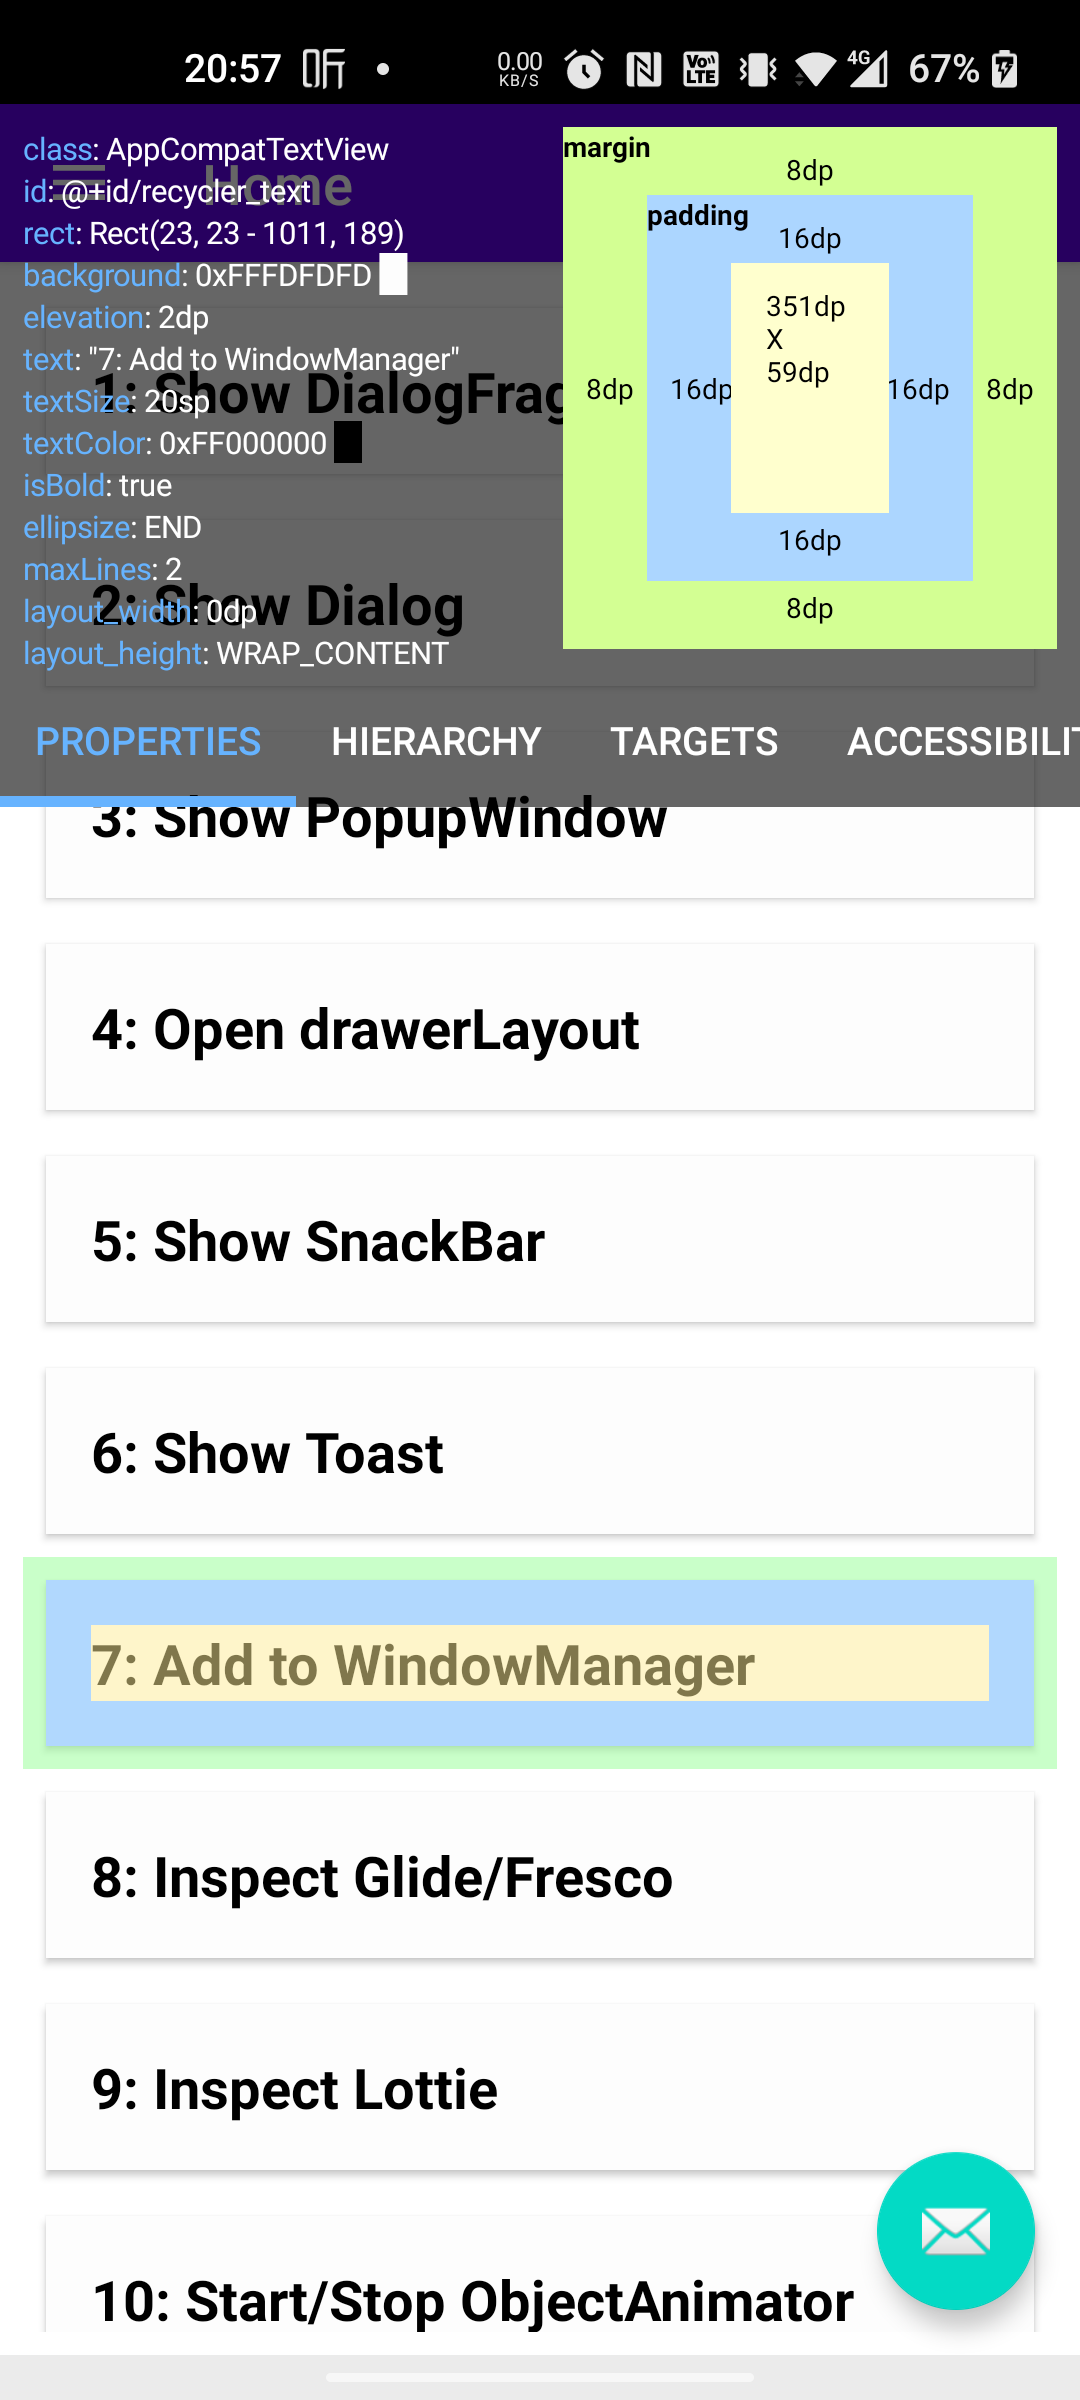 20:57 0.00 KB/S Vo)) LTE 4G 67%
Home
class: AppCompatTextView
id: @+id/recycler_text
rect: Rect(23, 23 - 1011, 189)
background: 0xFFFDFDFD
elevation: 2dp
text: "7: Add to WindowManager"
textSize: 20sp
textColor: 0xFF000000
isBold: true
ellipsize: END
maxLines: 2
layout_width: 0dp
layout_height: WRAP_CONTENT
margin
8dp
padding
16dp
351dp
X
59dp
8dp 16dp 16dp 8dp
16dp
8dp
1: Show DialogFrag
2: Show Dialog
PROPERTIES HIERARCHY TARGETS ACCESSIBILIT
3: Show PopupWindow
4: Open drawerLayout
5: Show SnackBar
6: Show Toast
7: Add to WindowManager
8: Inspect Glide/Fresco
9: Inspect Lottie
10: Start/Stop ObjectAnimator